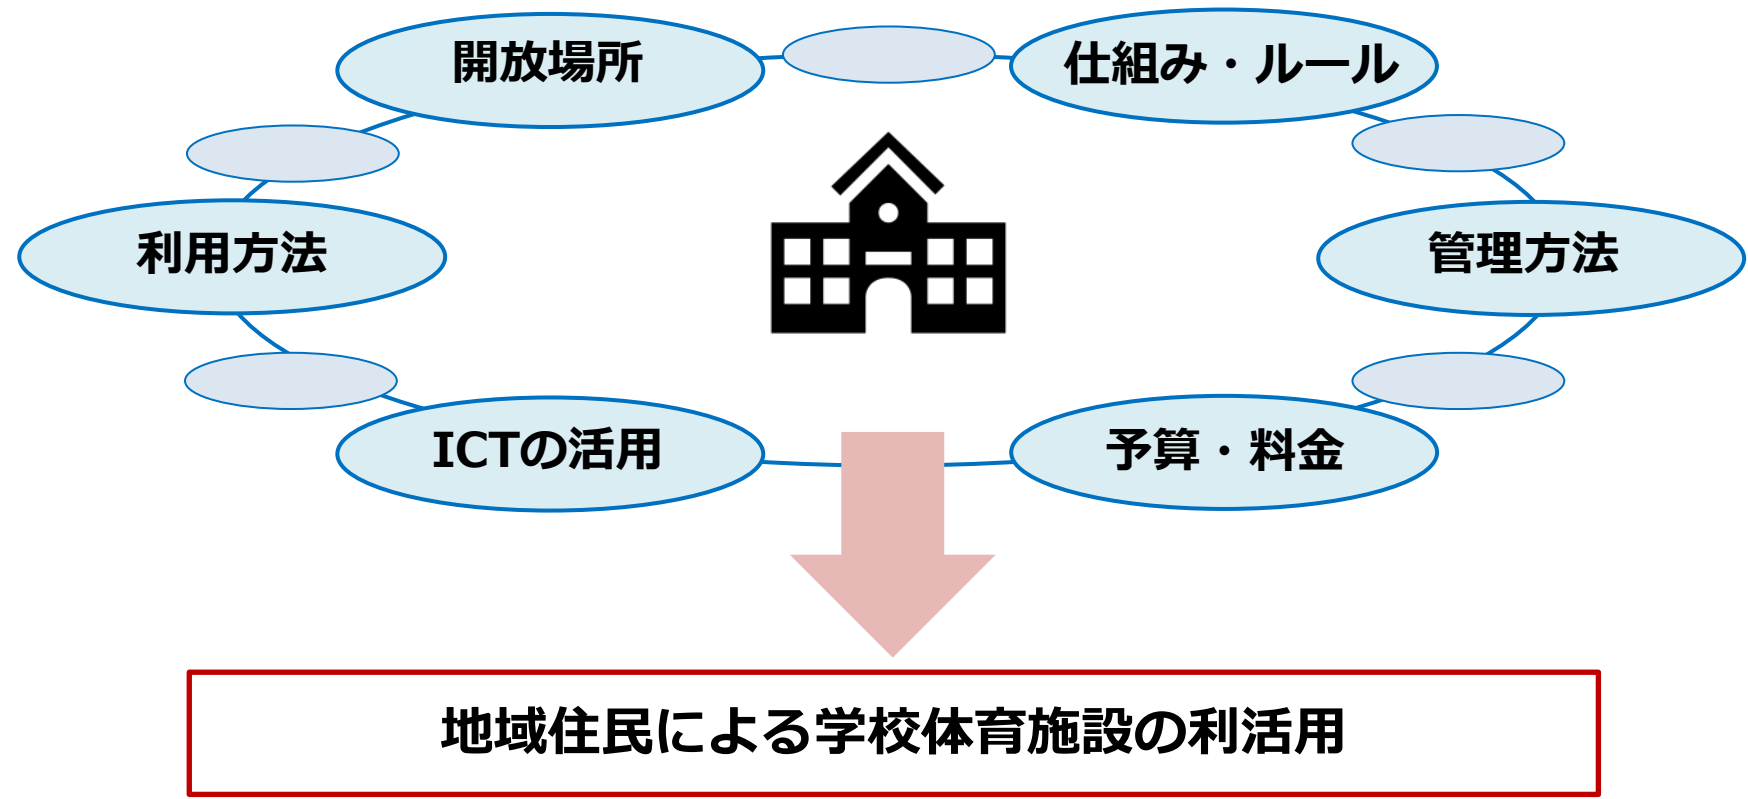 開放場所
仕組み・ルール
利用方法
管理方法
ICTの活用
予算・料金
地域住民による学校体育施設の利活用